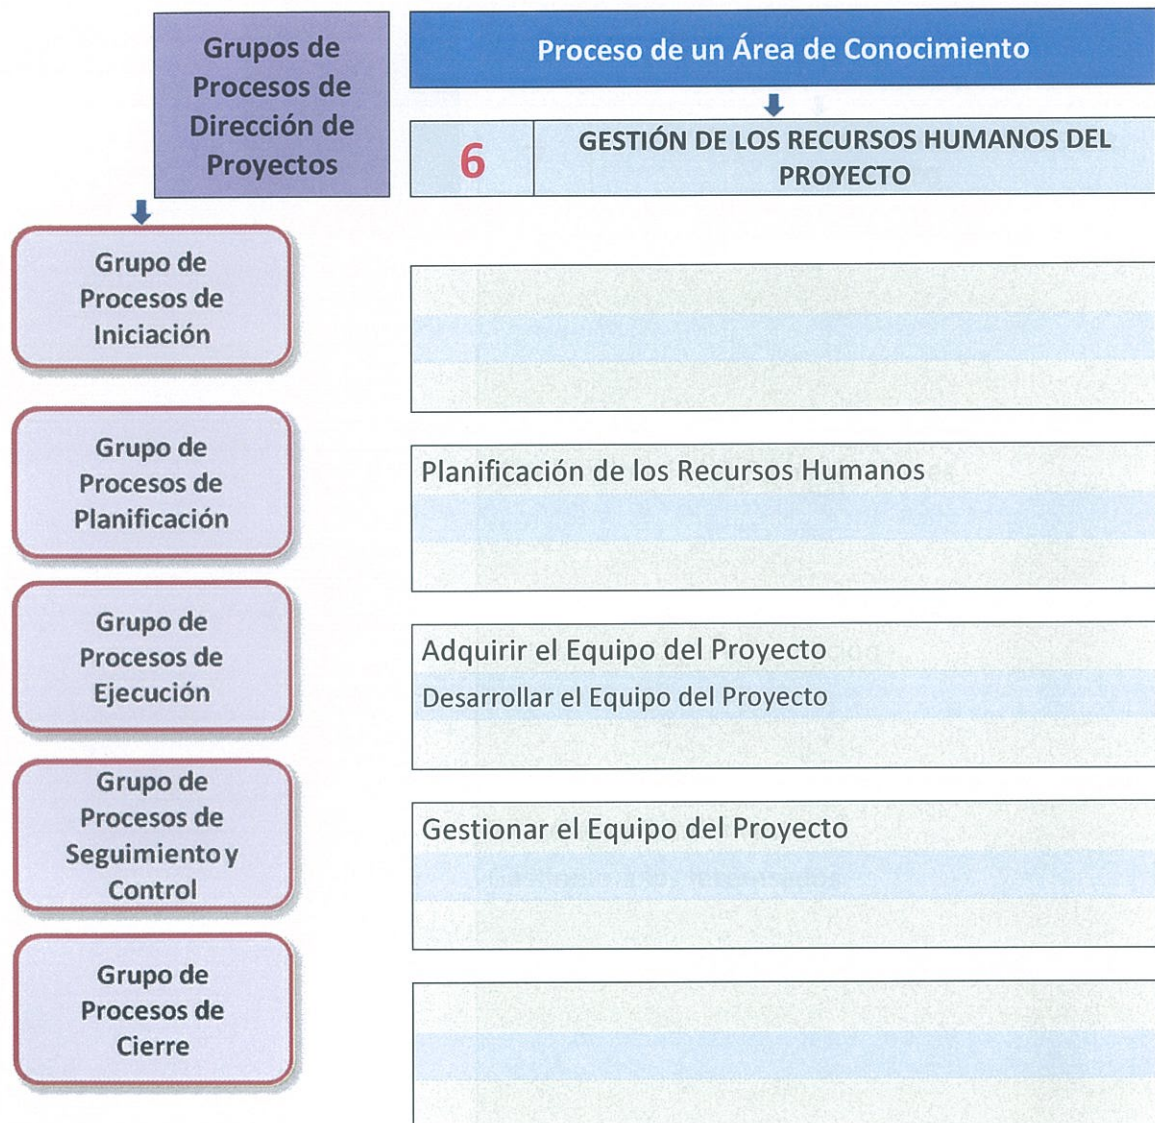 Grupos de
Procesos de
Dirección de
Proyectos
Proceso de un Área de Conocimiento
6
GESTIÓN DE LOS RECURSOS HUMANOS DEL
PROYECTO
Grupo de
Procesos de
Iniciación
Grupo de
Procesos de
Planificación
Planificación de los Recursos Humanos
Grupo de
Procesos de
Ejecución
Adquirir el Equipo del Proyecto
Desarrollar el Equipo del Proyecto
Grupo de
Procesos de
Seguimiento y
Control
Gestionar el Equipo del Proyecto
Grupo de
Procesos de
Cierre